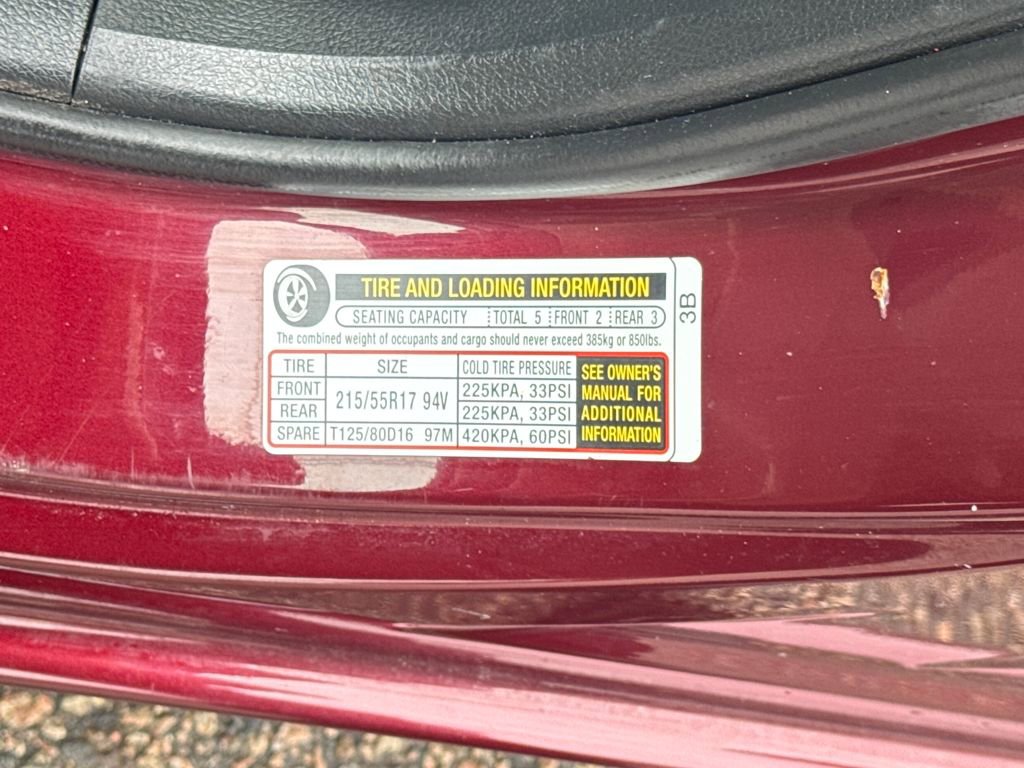 TIRE AND LOADING INFORMATION
SEATING CAPACITY TOTAL 5 FRONT 2 REAR 3
The combined weight of occupants and cargo should never exceed 385kg or 850lbs.
TIRE SIZE COLD TIRE PRESSURE
FRONT 215/55R17 94V 225KPA, 33PSI
REAR 225KPA, 33PSI
SPARE T125/80D16 97M 420KPA, 60PSI
SEE OWNER'S
MANUAL FOR
ADDITIONAL
INFORMATION
3B